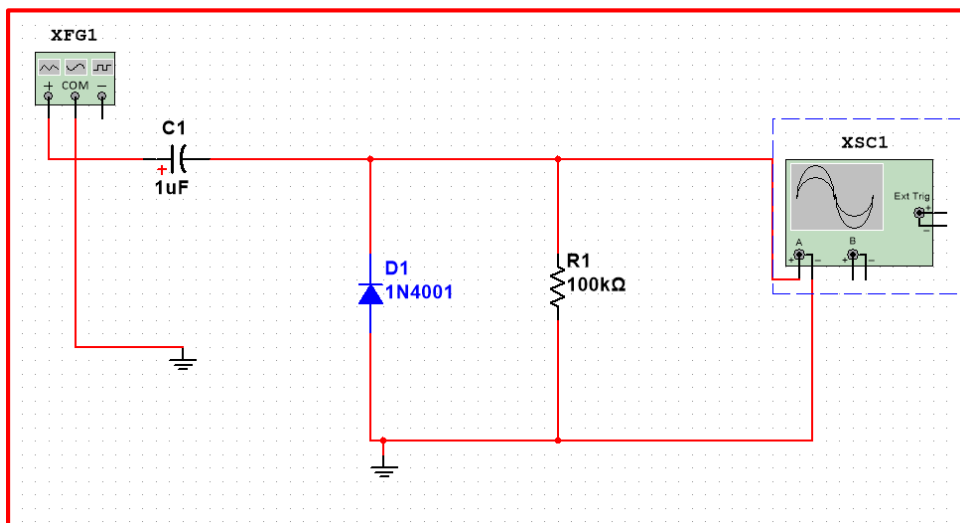 XFG1
+ COM −
C1
+
1uF
D1
1N4001
R1
100kΩ
XSC1
Ext Trig
+
−
A
B
+ − + −